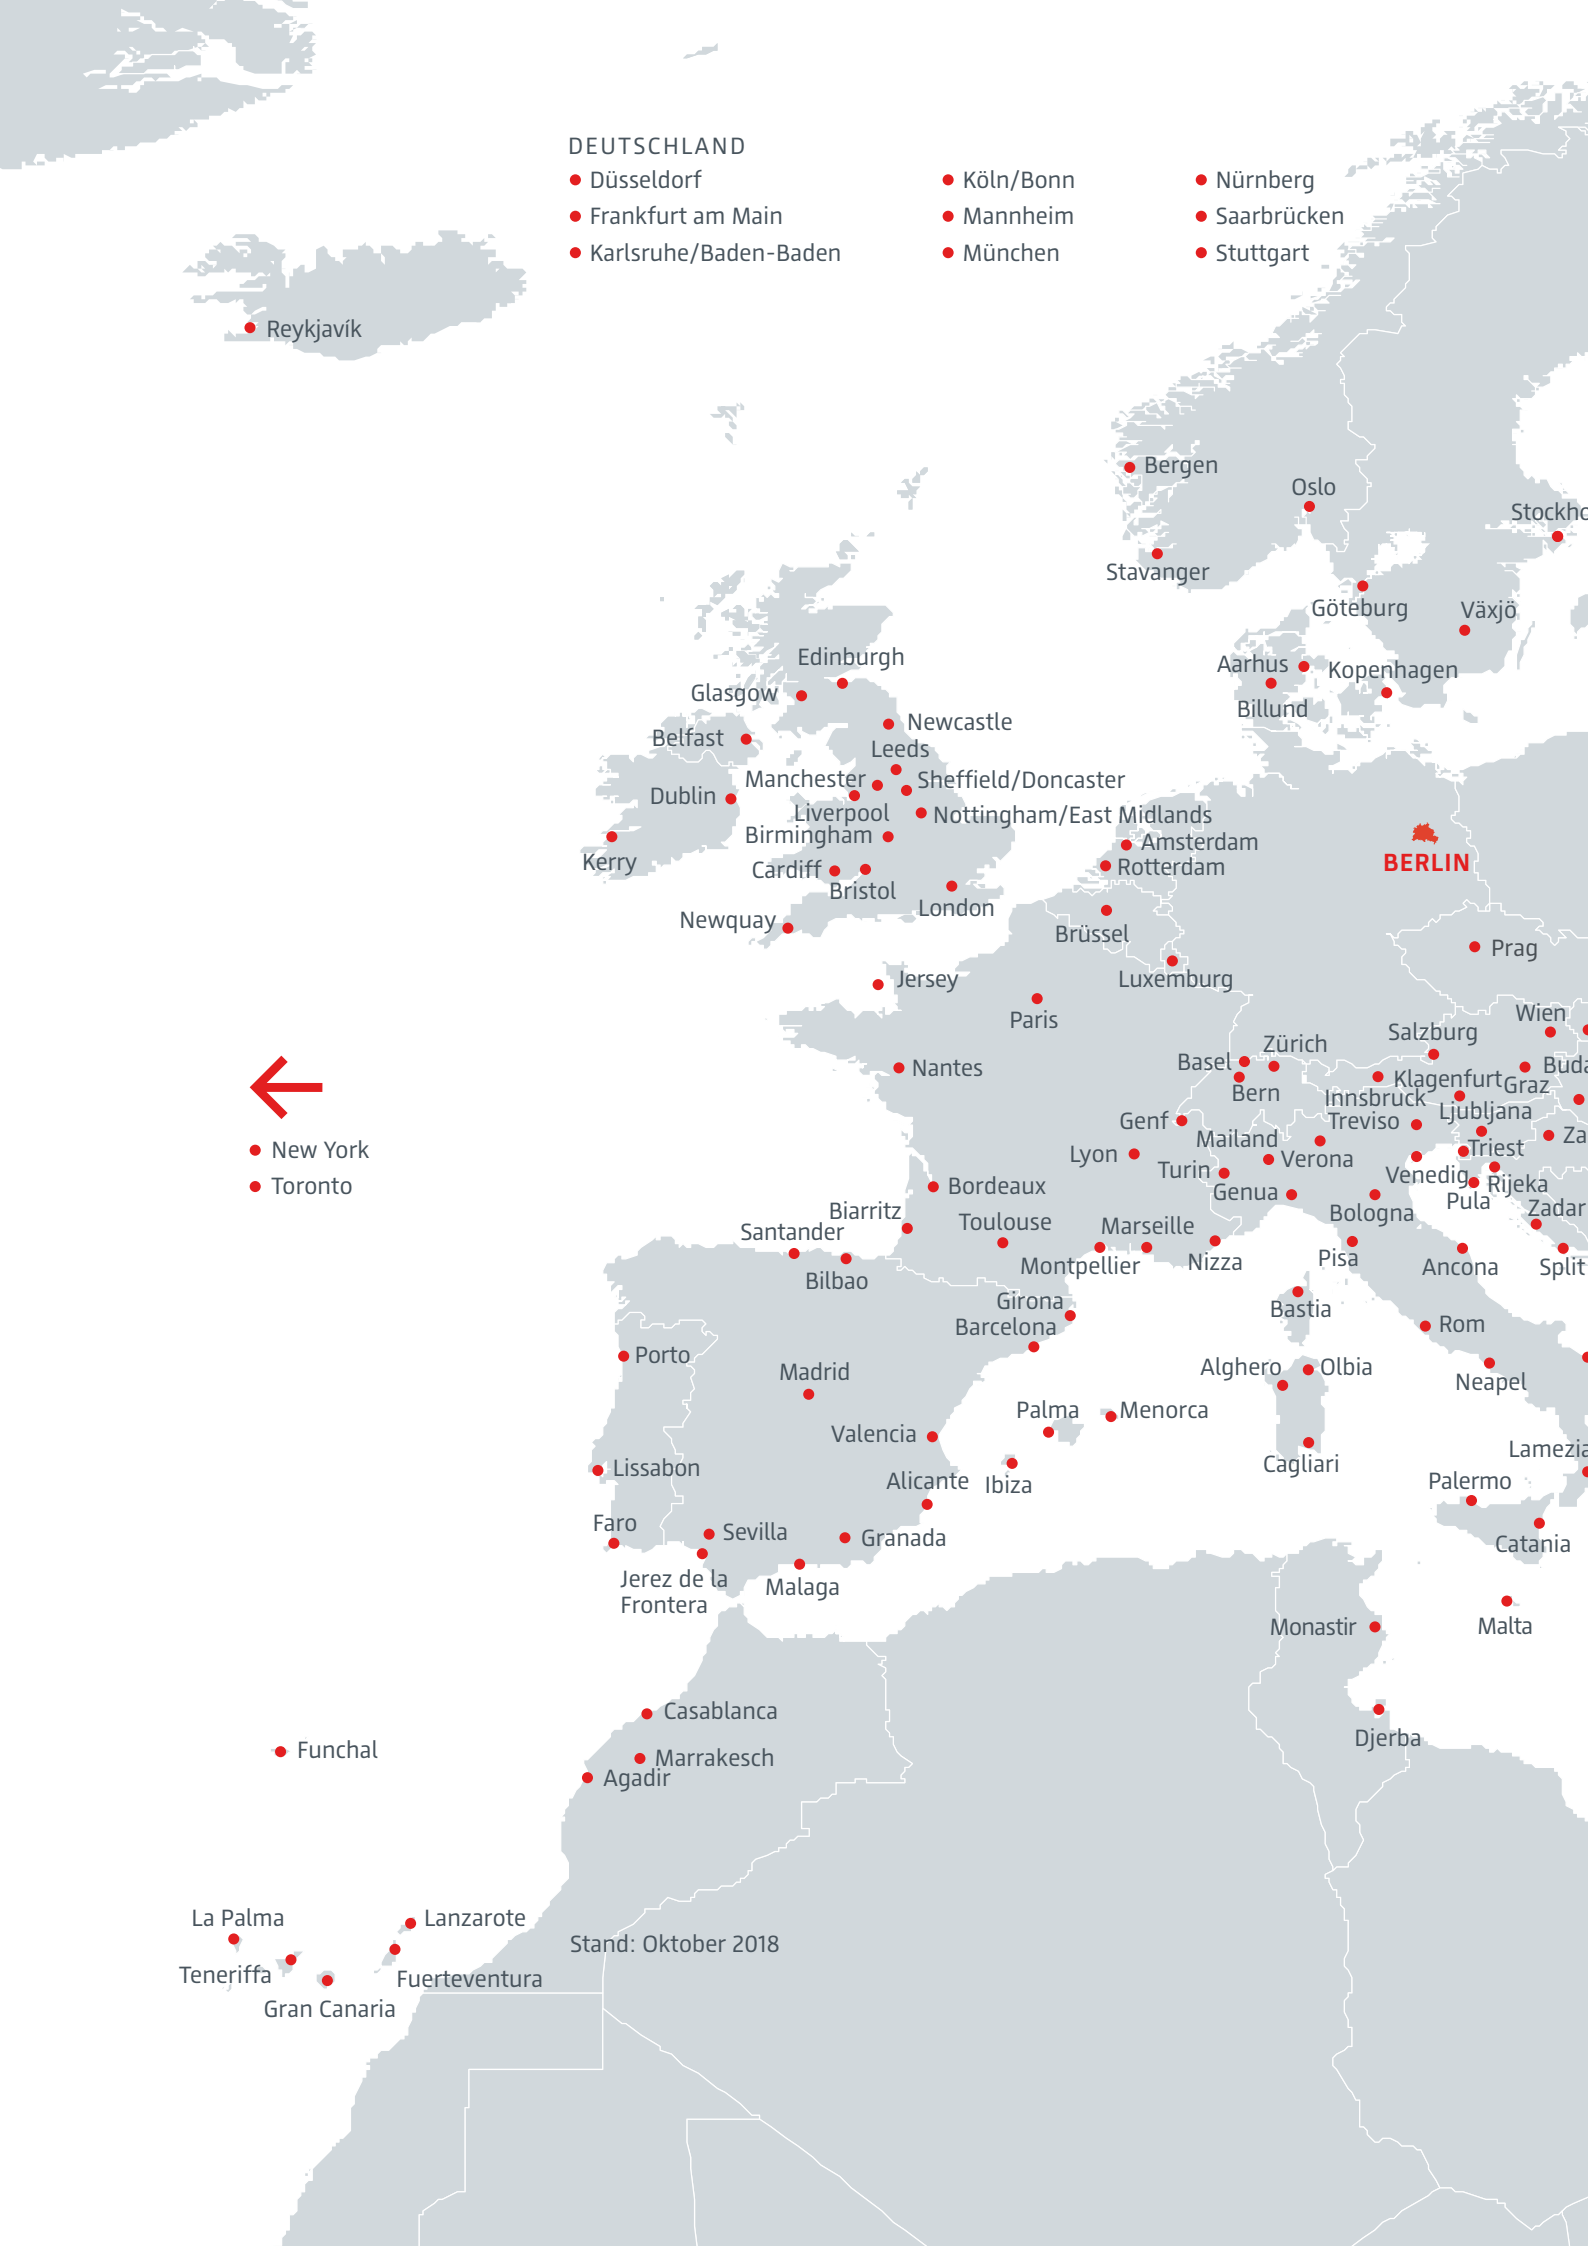 DEUTSCHLAND
Düsseldorf
Frankfurt am Main
Karlsruhe/Baden-Baden
Köln/Bonn
Mannheim
München
Nürnberg
Saarbrücken
Stuttgart
Reykjavík
Bergen
Oslo
Stockho
Stavanger
Göteburg
Växjö
Edinburgh
Aarhus
Kopenhagen
Glasgow
Billund
Newcastle
Belfast
Leeds
Manchester
Sheffield/Doncaster
Dublin
Liverpool
Nottingham/East Midlands
Birmingham
Amsterdam
Kerry
Cardiff
Rotterdam
BERLIN
Bristol
London
Newquay
Brüssel
Prag
Jersey
Luxemburg
Paris
Wien
Salzburg
Zürich
Basel
Nantes
Buda
Klagenfurt
Graz
Bern
Innsbruck
Ljubljana
Genf
Treviso
Mailand
Za
New York
Lyon
Triest
Turin
Verona
Toronto
Venedig
Rijeka
Bordeaux
Genua
Pula
Biarritz
Bologna
Zadar
Santander
Toulouse
Marseille
Bilbao
Montpellier
Nizza
Pisa
Ancona
Split
Girona
Bastia
Barcelona
Rom
Porto
Madrid
Alghero
Olbia
Neapel
Palma
Menorca
Valencia
Lamezia
Lissabon
Cagliari
Alicante
Ibiza
Palermo
Faro
Sevilla
Granada
Catania
Jerez de la
Frontera
Malaga
Monastir
Malta
Casablanca
Djerba
Funchal
Marrakesch
Agadir
La Palma
Lanzarote
Stand: Oktober 2018
Teneriffa
Fuerteventura
Gran Canaria